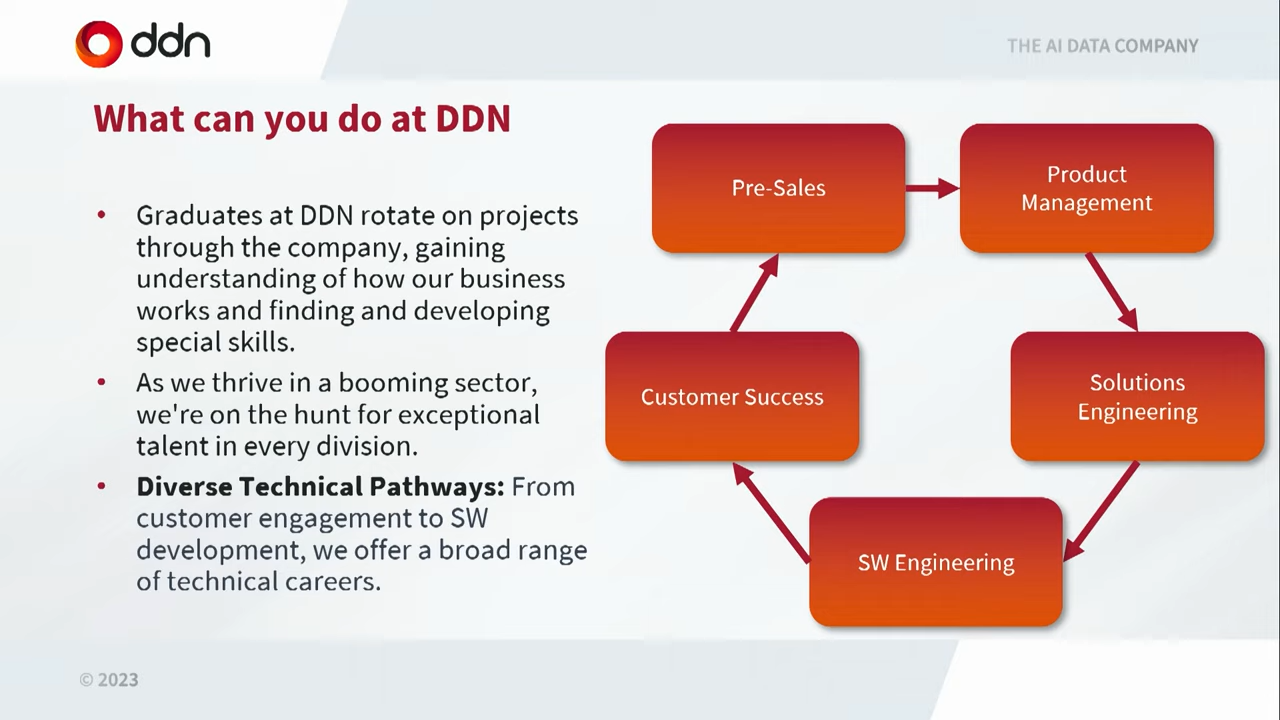 ddn
THE AI DATA COMPANY
What can you do at DDN
• Graduates at DDN rotate on projects
through the company, gaining
understanding of how our business
works and finding and developing
special skills.
• As we thrive in a booming sector,
we're on the hunt for exceptional
talent in every division.
• Diverse Technical Pathways: From
customer engagement to SW
development, we offer a broad range
of technical careers.
Pre-Sales
Product
Management
Solutions
Engineering
SW Engineering
Customer Success
© 2023